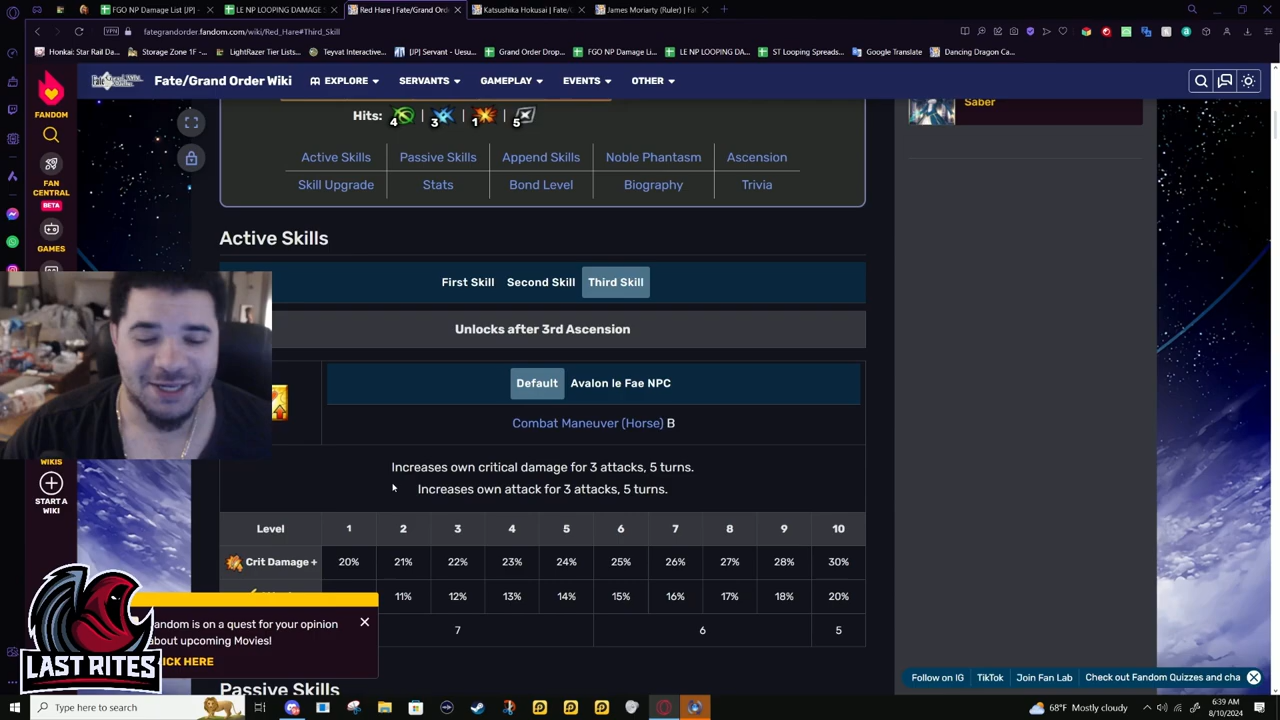 FGO NP Damage List [JP] -
LE NP LOOPING DAMAGE S
Red Hare | Fate/Grand Ord
Katsushika Hokusai | Fate/G
James Moriarty (Ruler) | Fa
VPN
fategrandorder.fandom.com/wiki/Red_Hare#Third_Skill
Honkai: Star Rail Da...
Storage Zone 1F -...
LightRazer Tier Lists...
Teyvat Interactive...
[JP] Servant - Uesu...
Grand Order Drop...
FGO NP Damage Li...
LE NP LOOPING DA...
ST Looping Spreads...
Google Translate
Dancing Dragon Ca...
Fate/Grand Order Wiki
EXPLORE
SERVANTS
GAMEPLAY
EVENTS
OTHER
FANDOM
FAN CENTRAL
BETA
GAMES
WIKIS
START A WIKI
Saber
Hits: 4 | 3 | 1 | 5
Active Skills Passive Skills Append Skills Noble Phantasm Ascension
Skill Upgrade Stats Bond Level Biography Trivia
Active Skills
First Skill Second Skill Third Skill
Unlocks after 3rd Ascension
Default Avalon le Fae NPC
Combat Maneuver (Horse) B
Increases own critical damage for 3 attacks, 5 turns.
Increases own attack for 3 attacks, 5 turns.
Level 1 2 3 4 5 6 7 8 9 10
Crit Damage + 20% 21% 22% 23% 24% 25% 26% 27% 28% 30%
11% 12% 13% 14% 15% 16% 17% 18% 20%
7 6 5
Passive Skills
andom is on a quest for your opinion
about upcoming Movies!
ICK HERE
LAST RITES
Follow on IG TikTok Join Fan Lab Check out Fandom Quizzes and cha
Type here to search
68°F Mostly cloudy
6:39 AM
8/10/2024